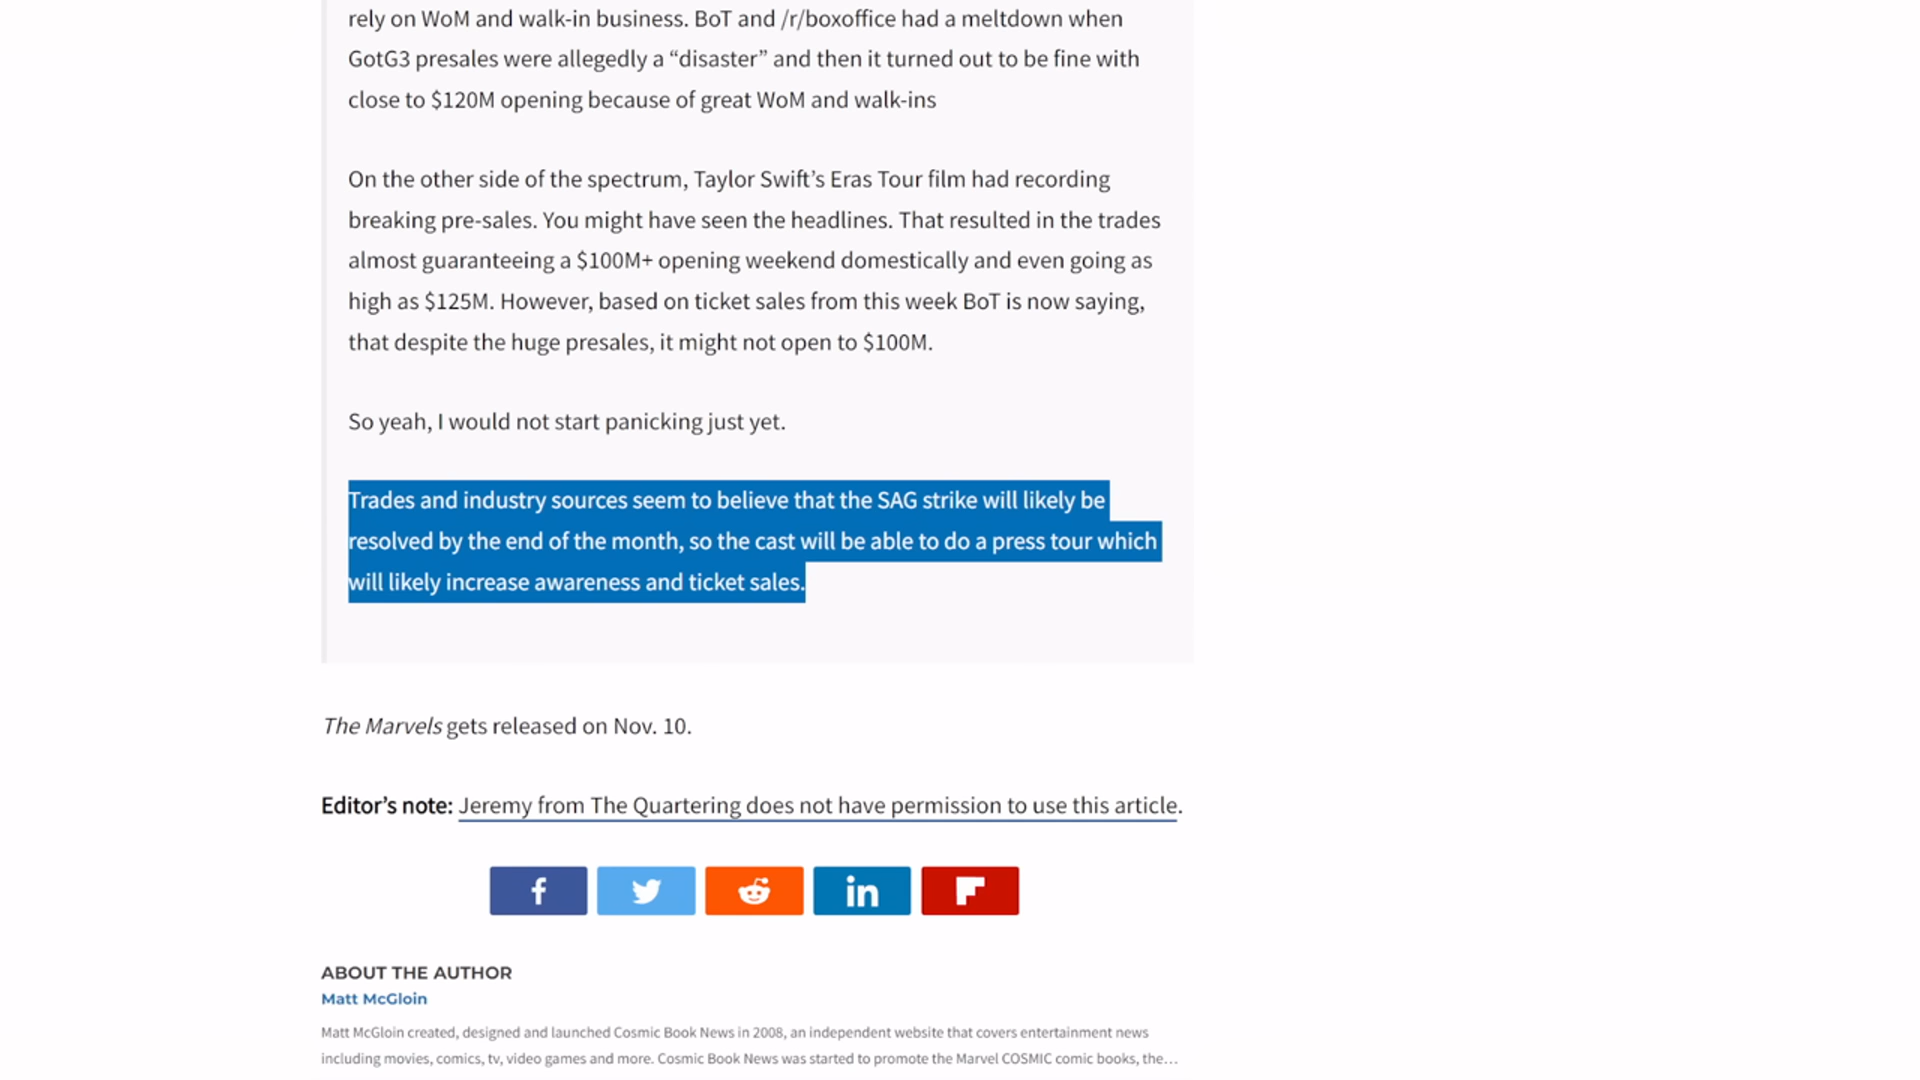 rely on WoM and walk-in business. BoT and /r/boxoffice had a meltdown when
GotG3 presales were allegedly a “disaster” and then it turned out to be fine with
close to $120M opening because of great WoM and walk-ins
On the other side of the spectrum, Taylor Swift’s Eras Tour film had recording
breaking pre-sales. You might have seen the headlines. That resulted in the trades
almost guaranteeing a $100M+ opening weekend domestically and even going as
high as $125M. However, based on ticket sales from this week BoT is now saying,
that despite the huge presales, it might not open to $100M.
So yeah, I would not start panicking just yet.
Trades and industry sources seem to believe that the SAG strike will likely be
resolved by the end of the month, so the cast will be able to do a press tour which
will likely increase awareness and ticket sales.
The Marvels gets released on Nov. 10.
Editor’s note: Jeremy from The Quartering does not have permission to use this article.
f
in
ABOUT THE AUTHOR
Matt McGloin
Matt McGloin created, designed and launched Cosmic Book News in 2008, an independent website that covers entertainment news
including movies, comics, tv, video games and more. Cosmic Book News was started to promote the Marvel COSMIC comic books, the…